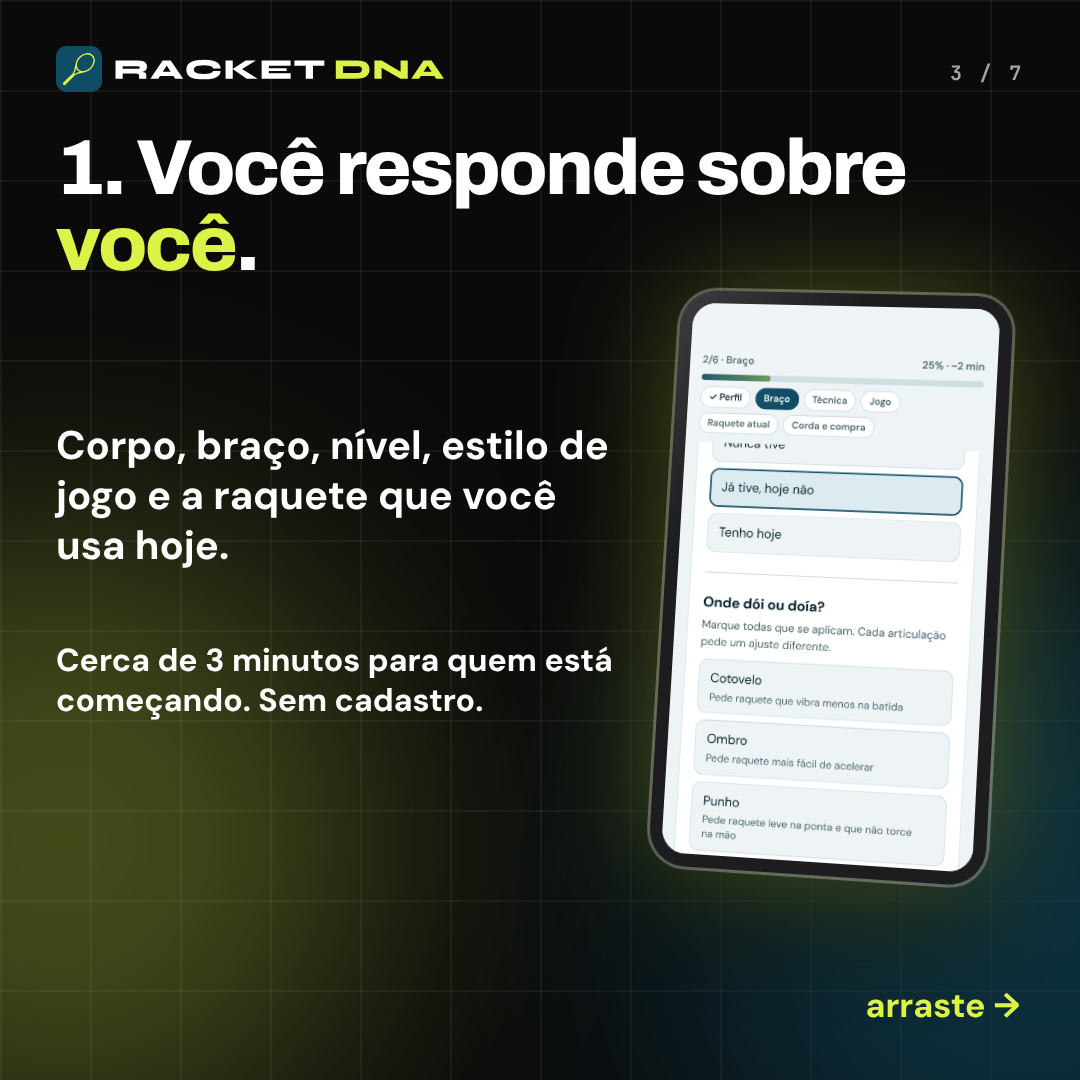 RACKET DNA
3 / 7
1. Você responde sobre
você.
Corpo, braço, nível, estilo de
jogo e a raquete que você
usa hoje.
Cerca de 3 minutos para quem está
começando. Sem cadastro.
2/6 · Braço
25% · ~2 min
✓ Perfil
Braço
Técnica
Jogo
Raquete atual
Corda e compra
Nunca tive
Já tive, hoje não
Tenho hoje
Onde dói ou doía?
Marque todas que se aplicam. Cada articulação
pede um ajuste diferente.
Cotovelo
Pede raquete que vibra menos na batida
Ombro
Pede raquete mais fácil de acelerar
Punho
Pede raquete leve na ponta e que não torce
na mão
arraste →